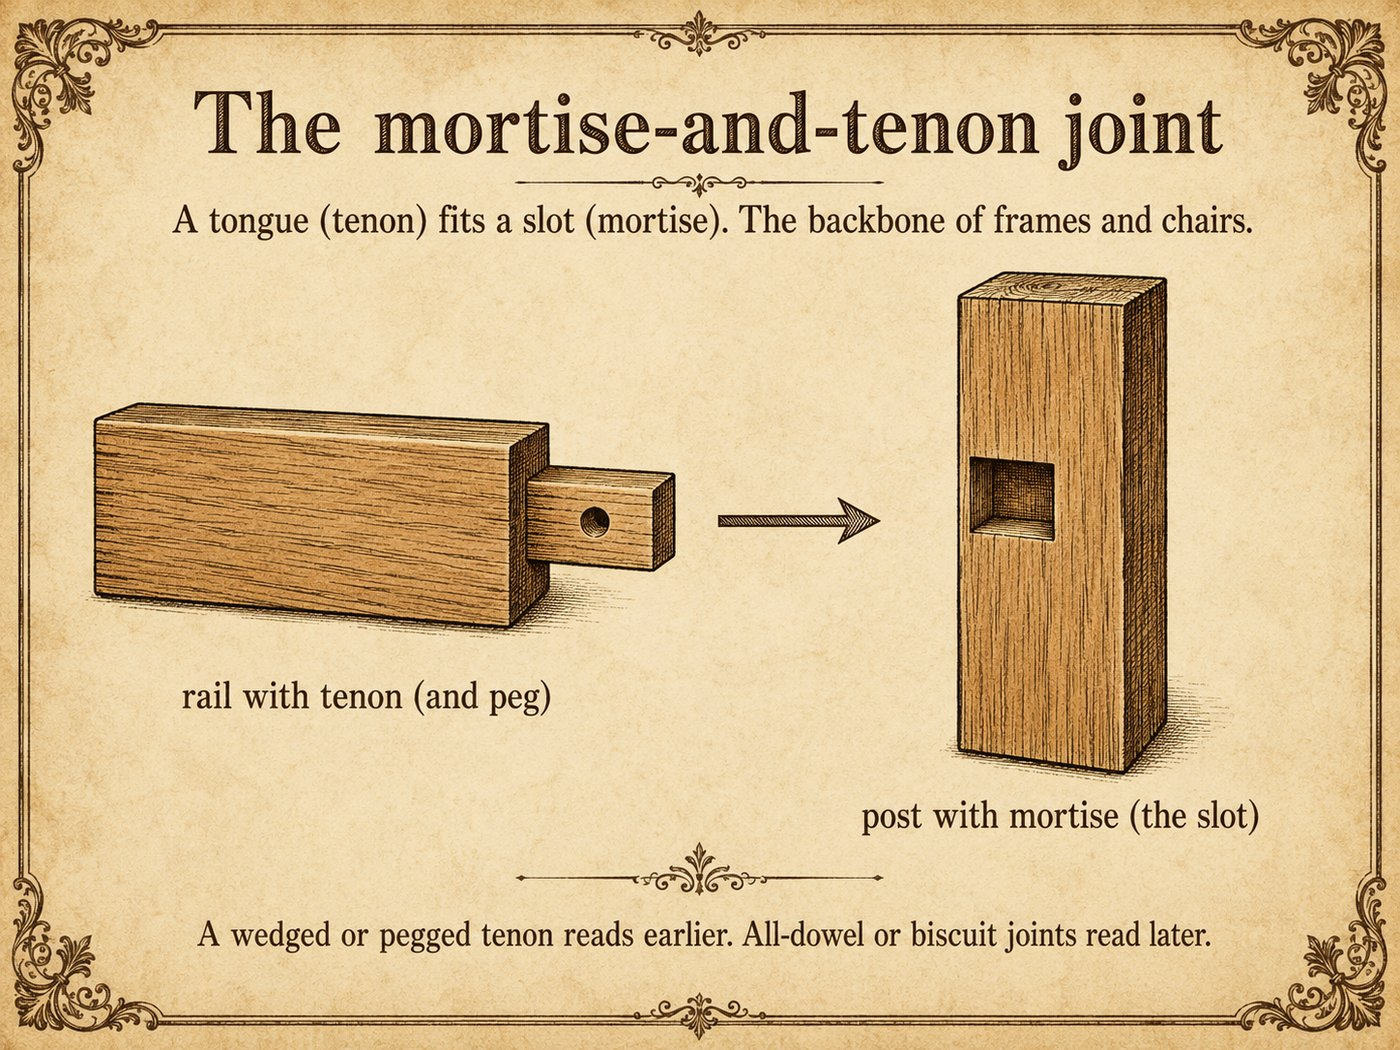 The mortise-and-tenon joint
A tongue (tenon) fits a slot (mortise). The backbone of frames and chairs.
rail with tenon (and peg)
post with mortise (the slot)
A wedged or pegged tenon reads earlier. All-dowel or biscuit joints read later.